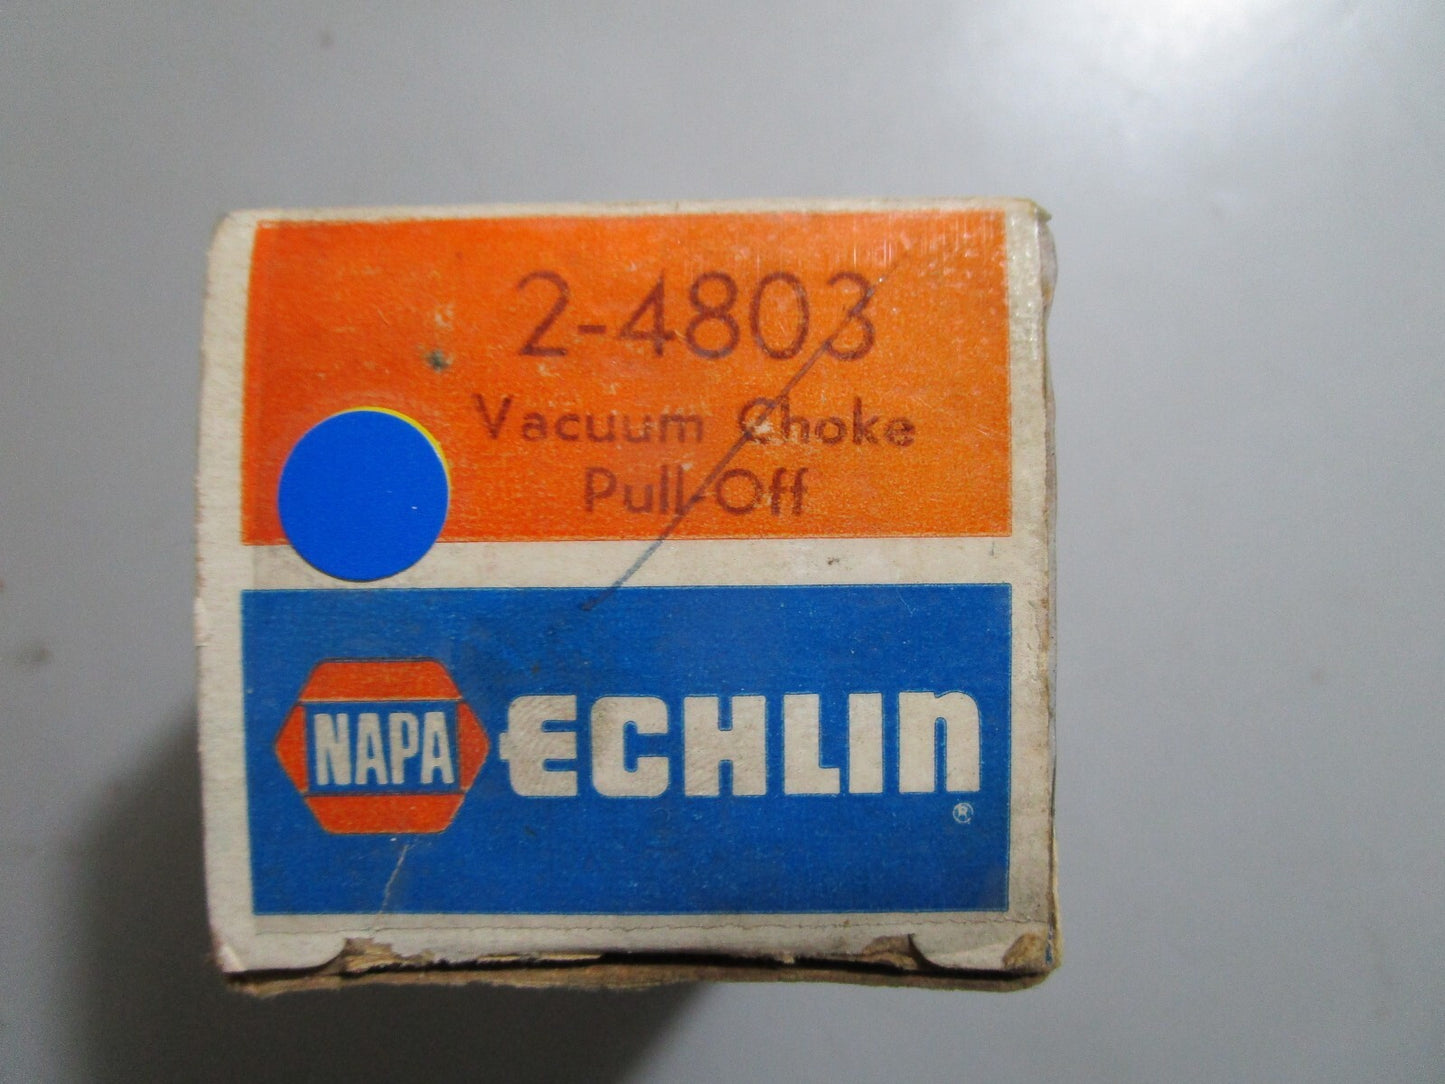 2-4803
Vacuum Choke
Pull-Off
NAPA ECHLIN ®